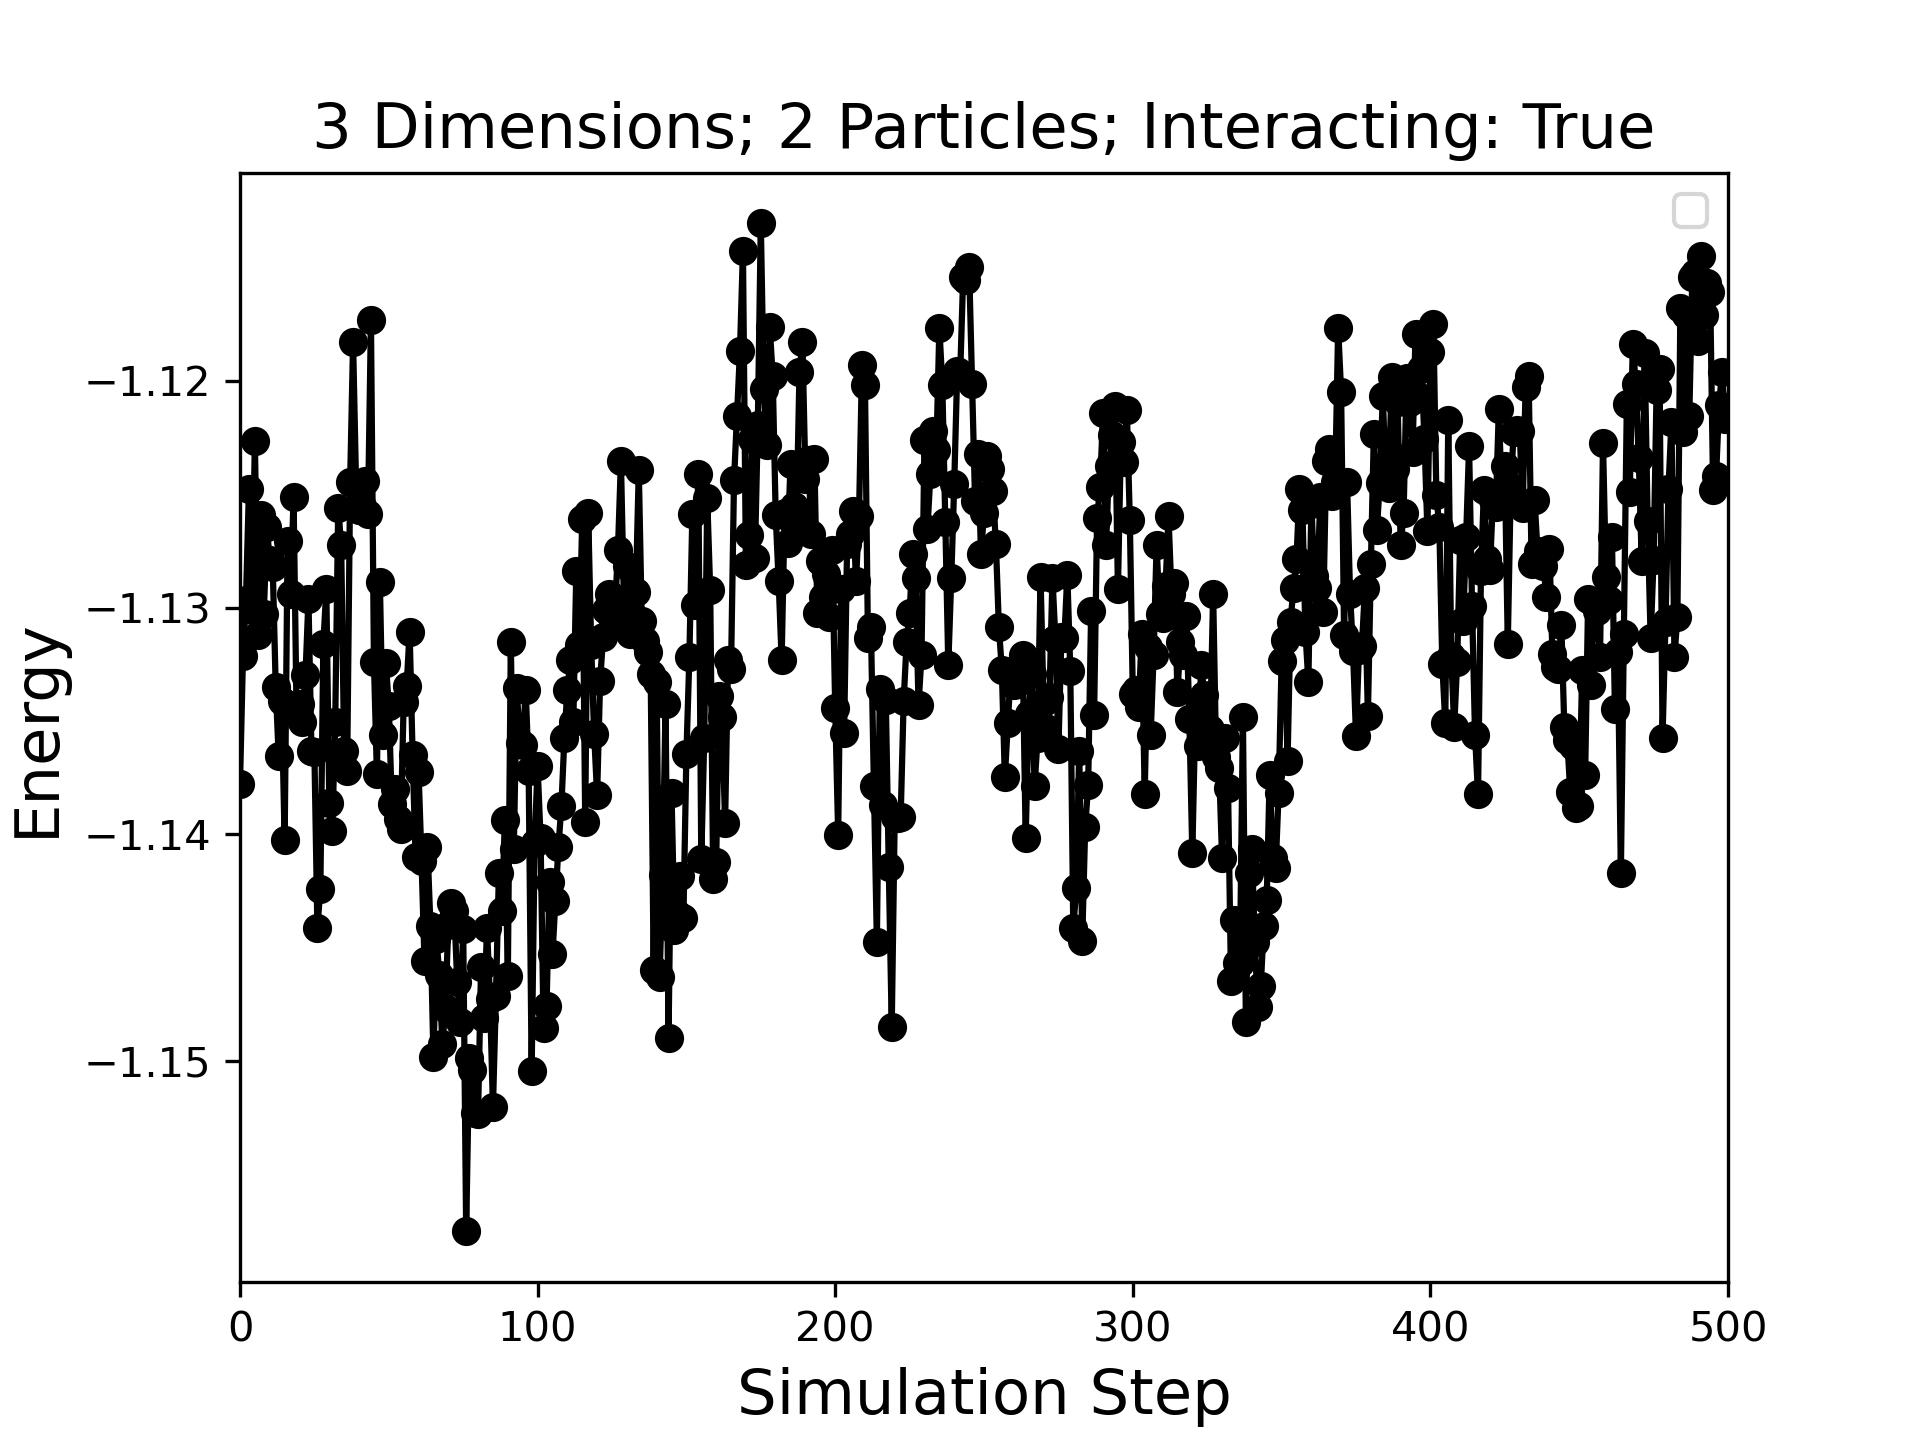 3 Dimensions; 2 Particles; Interacting: True
Energy
−1.12
−1.13
−1.14
−1.15
0 100 200 300 400 500
Simulation Step